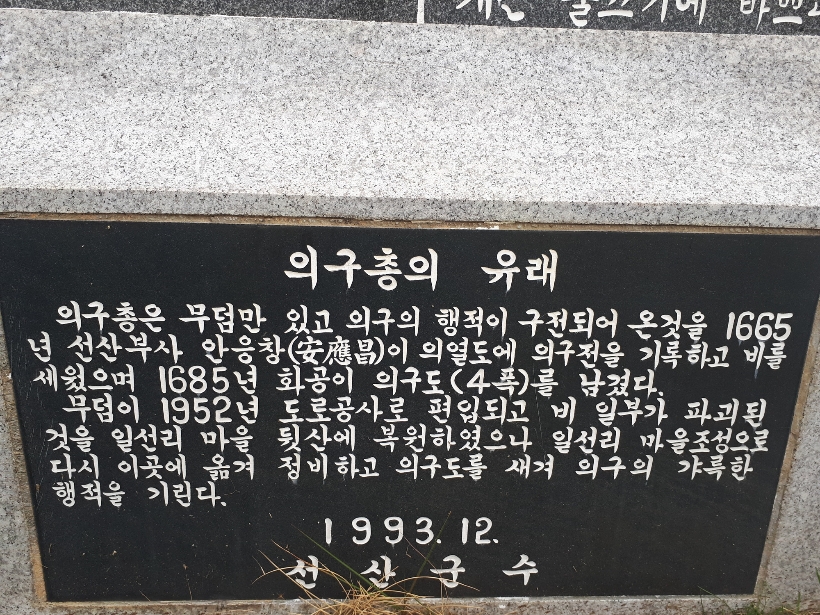 의구총의 유래
의구총은 무덤만 있고 의구의 행적이 구전되어 온것을 1665
년 선산부사 안응창(安應昌)이 의열도에 의구전을 기록하고 비를
세웠으며 1685년 화공이 의구도(4폭)를 남겼다.
무덤이 1952년 도로공사로 편입되고 비 일부가 파괴된
것을 일선리 마을 뒷산에 복원하였으나 일선리 마을조성으로
다시 이곳에 옮겨 정비하고 의구도를 새겨 의구의 갸륵한
행적을 기린다.
1993. 12.
선 산 군 수